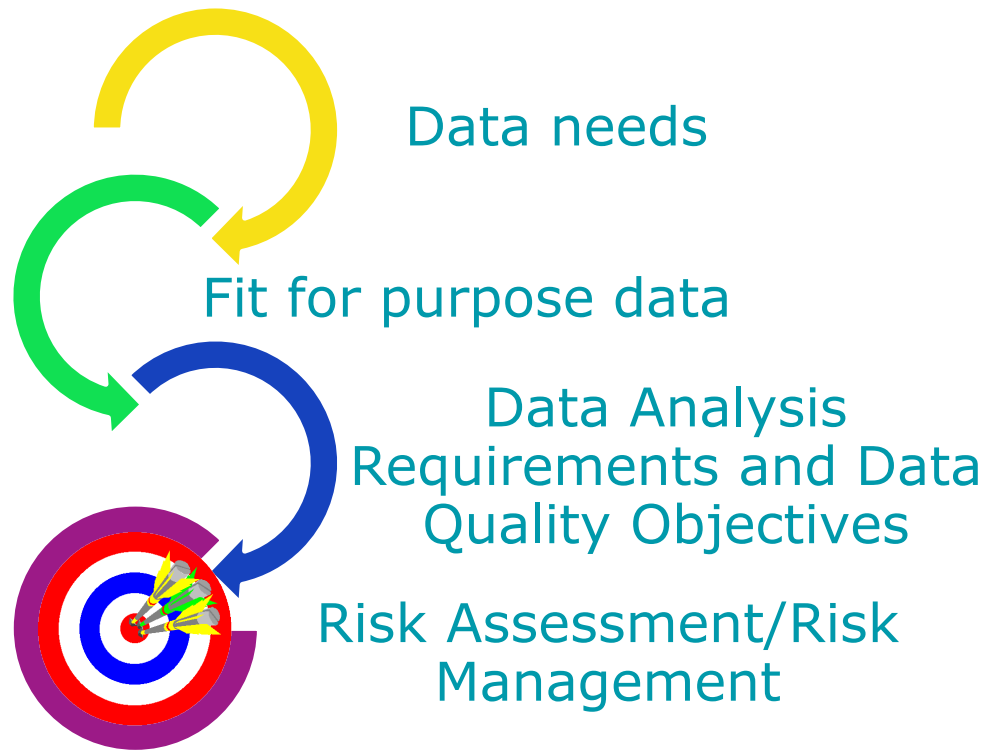 Data needs
Fit for purpose data
Data Analysis
Requirements and Data
Quality Objectives
Risk Assessment/Risk
Management